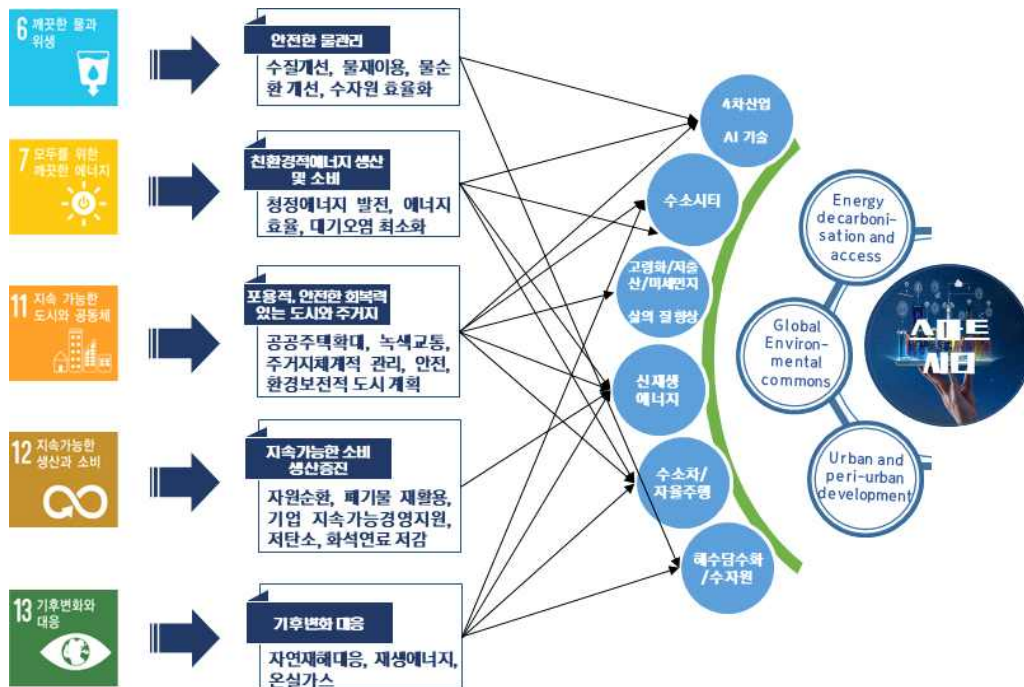 6 깨끗한 물과
위생
안전한 물관리
수질개선, 물재이용, 물순
환 개선, 수자원 효율화
7 모두를 위한
깨끗한 에너지
친환경적에너지 생산
및 소비
청정에너지 발전, 에너지
효율, 대기오염 최소화
11 지속 가능한
도시와 공동체
포용적, 안전한 회복력
있는 도시와 주거지
공공주택확대, 녹색교통,
주거지체계적 관리, 안전,
환경보전적 도시 계획
12 지속가능한
생산과 소비
지속가능한 소비
생산증진
자원순환, 폐기물 재활용,
기업 지속가능경영지원,
저탄소, 화석연료 저감
13 기후변화와
대응
기후변화 대응
자연재해대응, 재생에너지,
온실가스
4차산업
AI 기술
수소시티
고령화/저출
산/미세먼지
삶의 질 향상
신재생
에너지
수소차/
자율주행
해수담수화
/수자원
Energy
decarboni-
sation and
access
Global
Environ-
mental
commons
Urban and
peri-urban
development
스마트
시티